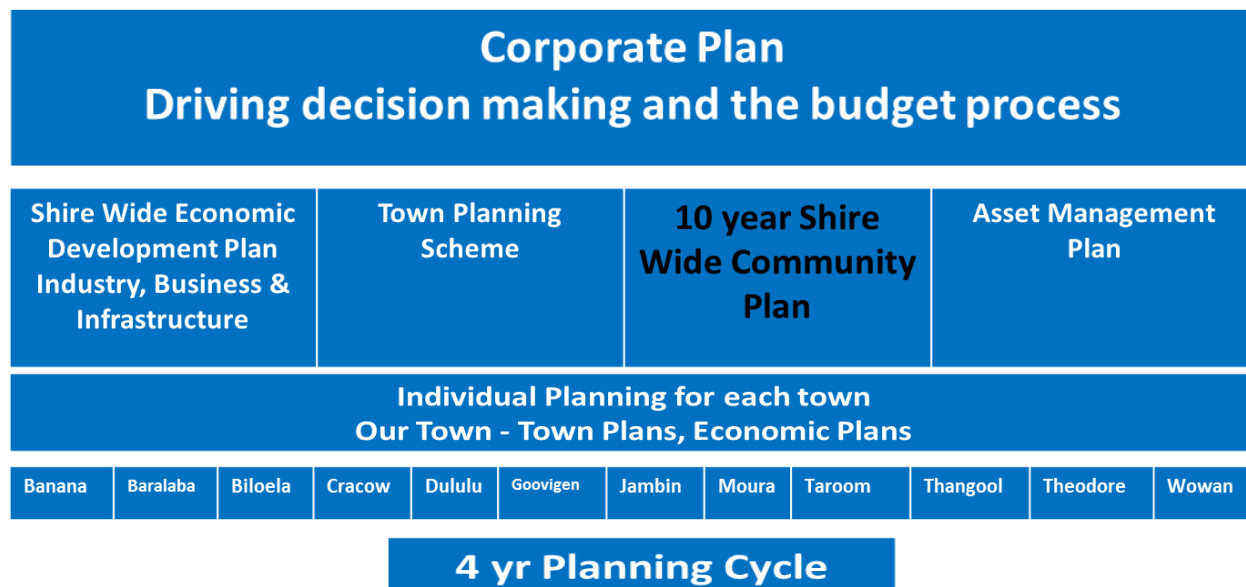 Corporate Plan
Driving decision making and the budget process
Shire Wide Economic
Development Plan
Industry, Business &
Infrastructure
Town Planning
Scheme
10 year Shire
Wide Community
Plan
Asset Management
Plan
Individual Planning for each town
Our Town - Town Plans, Economic Plans
Banana
Baralaba
Biloela
Cracow
Dululu
Goovigen
Jambin
Moura
Taroom
Thangool
Theodore
Wowan
4 yr Planning Cycle